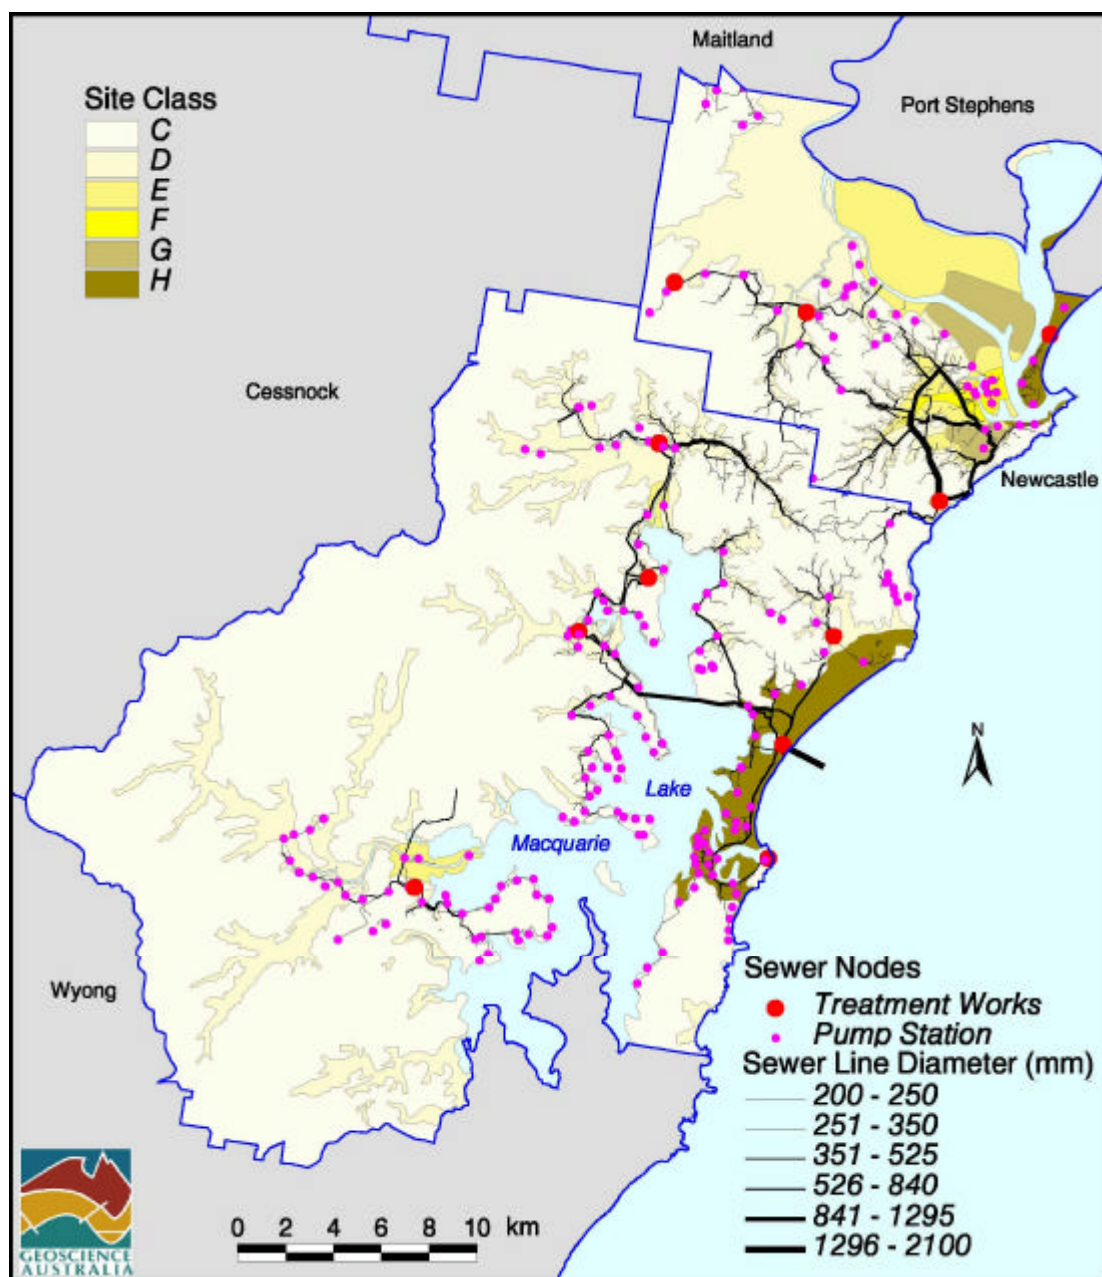 Maitland
Port Stephens
Site Class
C
D
E
F
G
H
Cessnock
Newcastle
N
Lake
Macquarie
Wyong
Sewer Nodes
Treatment Works
Pump Station
Sewer Line Diameter (mm)
200 - 250
251 - 350
351 - 525
526 - 840
841 - 1295
1296 - 2100
0 2 4 6 8 10 km
GEOSCIENCE
AUSTRALIA